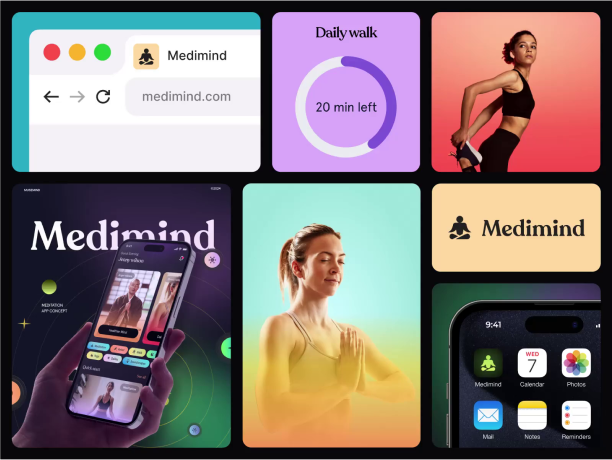 Medimind
medimind.com
Daily walk
20 min left
Medimind
MEDITATION
APP CONCEPT
Medimind
9:41
WED
7
Medimind
Calendar
Photos
Mail
Notes
Reminders